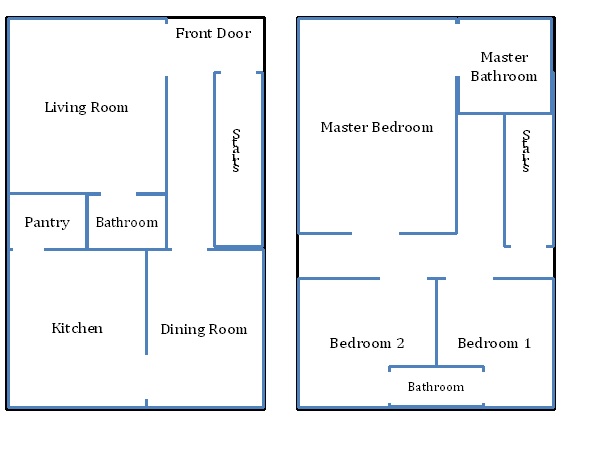 Front Door
Living Room
Stairs
Pantry
Bathroom
Kitchen
Dining Room
Master
Bathroom
Master Bedroom
Stairs
Bedroom 2
Bedroom 1
Bathroom